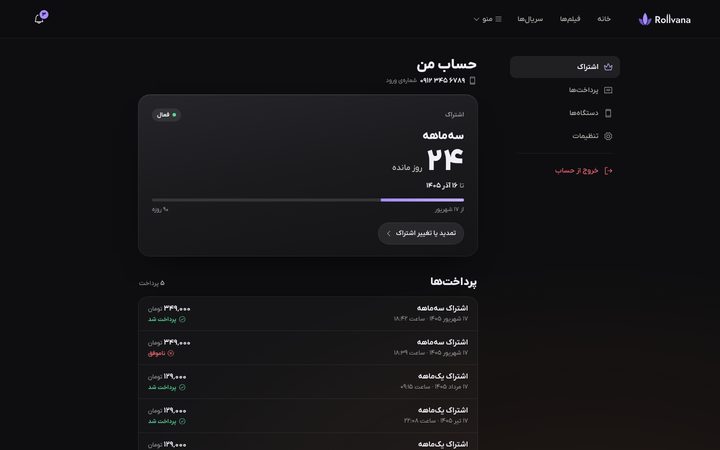 Rollvana
خانه
فیلم‌ها
سریال‌ها
منو
۳
اشتراک
پرداخت‌ها
دستگاه‌ها
تنظیمات
خروج از حساب
حساب من
شماره‌ی ورود ۰۹۱۲ ۳۴۵ ۶۷۸۹
اشتراک
فعال
سه‌ماهه
۲۴ روز مانده
تا ۱۶ آذر ۱۴۰۵
از ۱۷ شهریور
۹۰ روزه
تمدید یا تغییر اشتراک
پرداخت‌ها
۵ پرداخت
اشتراک سه‌ماهه
۳۴۹٬۰۰۰ تومان
۱۷ شهریور ۱۴۰۵ · ساعت ۱۸:۴۲
پرداخت شد
اشتراک سه‌ماهه
۳۴۹٬۰۰۰ تومان
۱۷ شهریور ۱۴۰۵ · ساعت ۱۸:۳۹
ناموفق
اشتراک یک‌ماهه
۱۲۹٬۰۰۰ تومان
۱۷ مرداد ۱۴۰۵ · ساعت ۰۹:۱۵
پرداخت شد
اشتراک یک‌ماهه
۱۲۹٬۰۰۰ تومان
۱۷ تیر ۱۴۰۵ · ساعت ۲۲:۰۸
پرداخت شد
اشتراک یک‌ماهه
۱۲۹٬۰۰۰ تومان